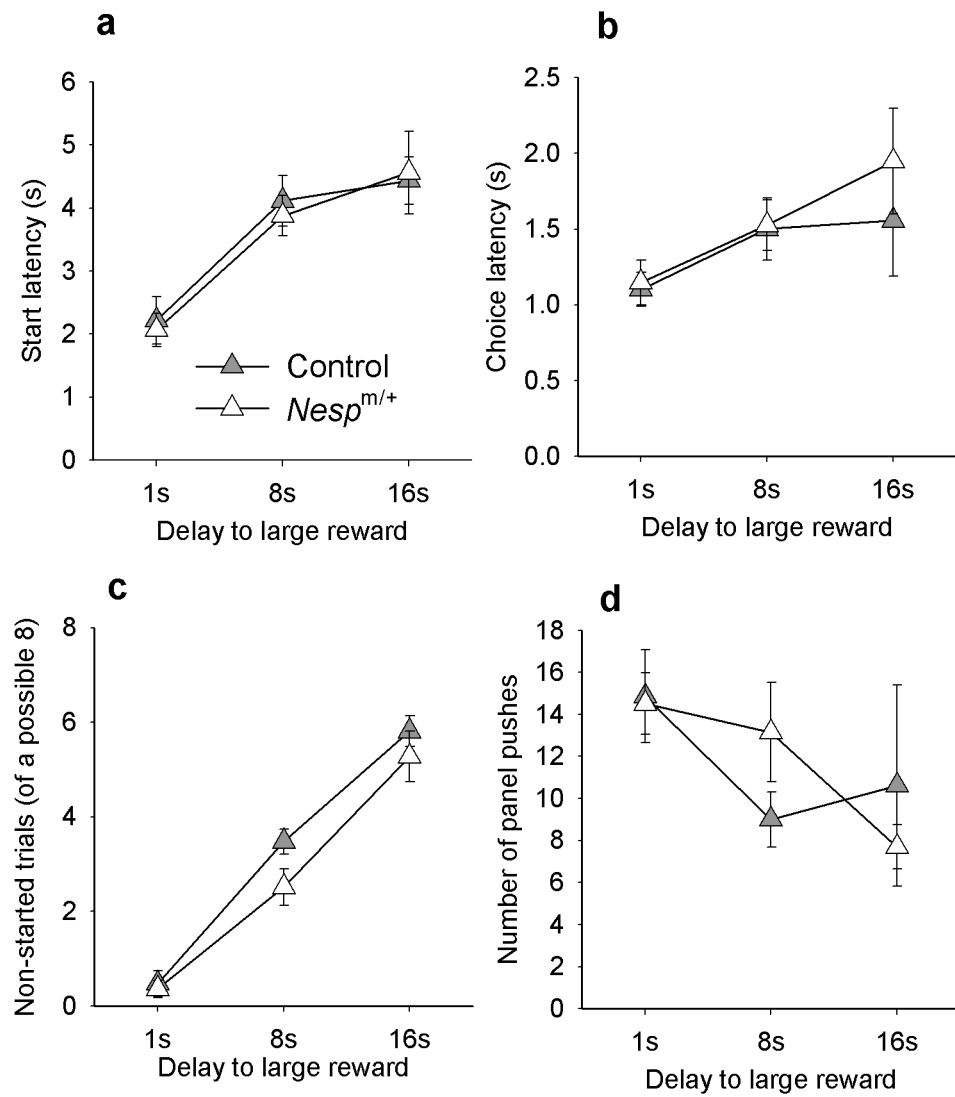 a
Start latency (s)
6
5
4
3
2
1
0
Control
Nesp^m/+
1s 8s 16s
Delay to large reward
b
Choice latency (s)
2.5
2.0
1.5
1.0
0.5
0.0
1s 8s 16s
Delay to large reward
c
Non-started trials (of a possible 8)
8
6
4
2
0
1s 8s 16s
Delay to large reward
d
Number of panel pushes
18
16
14
12
10
8
6
4
2
0
1s 8s 16s
Delay to large reward